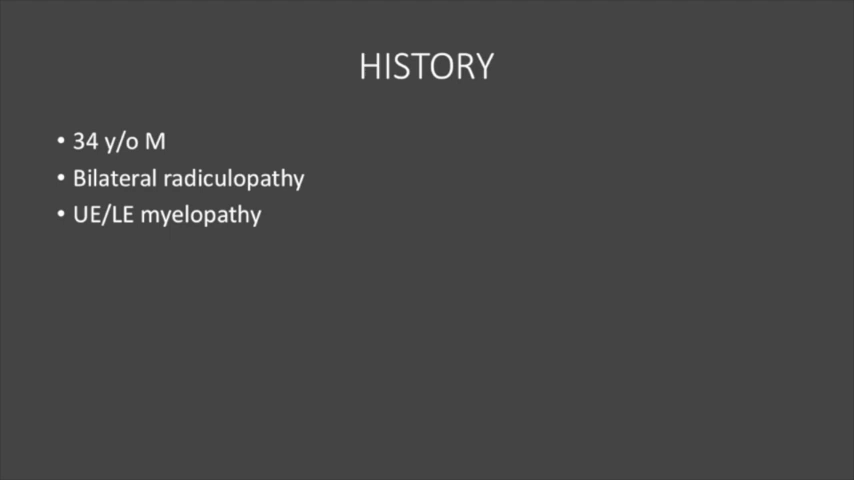 HISTORY
• 34 y/o M
• Bilateral radiculopathy
• UE/LE myelopathy